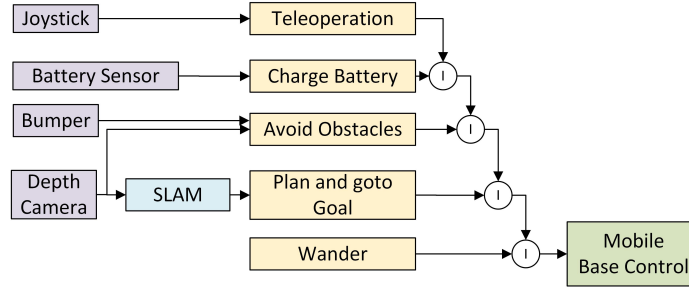 Joystick
Teleoperation
Battery Sensor
Charge Battery
I
Bumper
Avoid Obstacles
I
Depth
Camera
SLAM
Plan and goto
Goal
I
Wander
I
Mobile
Base Control